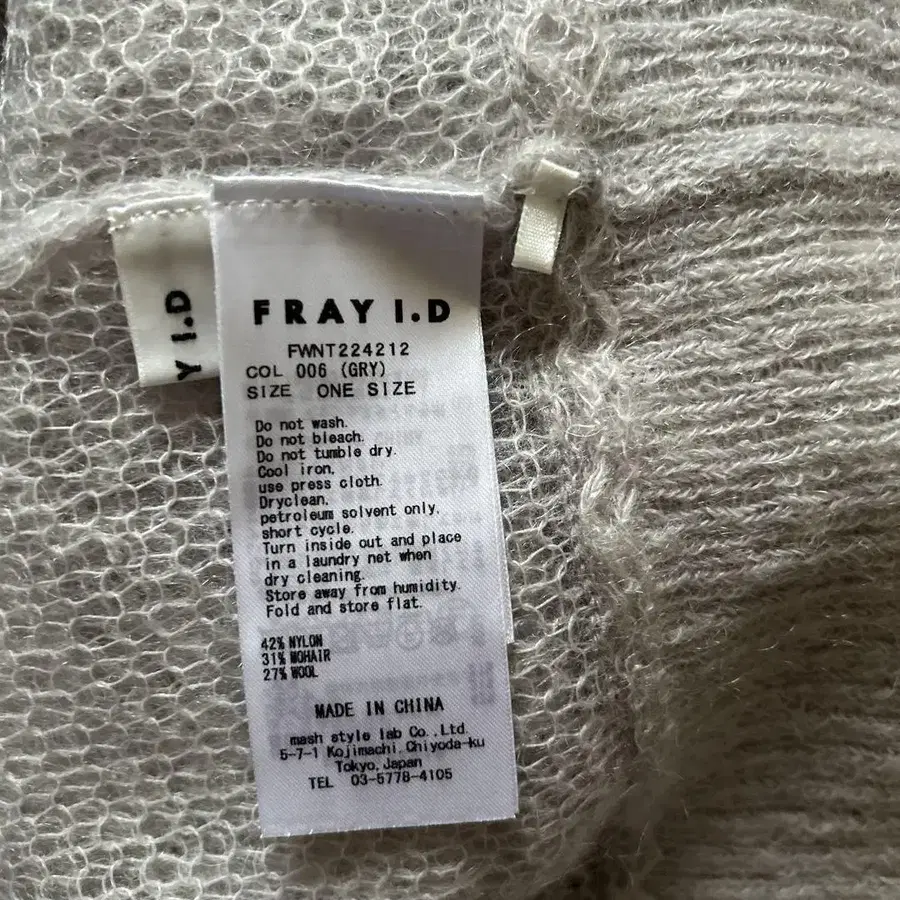 FRAY I.D
Y I.D
FWNT224212
COL 006 (GRY)
SIZE ONE SIZE
Do not wash.
Do not bleach.
Do not tumble dry.
Cool iron,
use press cloth.
Dryclean,
petroleum solvent only,
short cycle.
Turn inside out and place
in a laundry net when
dry cleaning.
Store away from humidity.
Fold and store flat.
42% NYLON
31% MOHAIR
27% WOOL
MADE IN CHINA
mash style lab Co.,Ltd.
5-7-1 Kojimachi,Chiyoda-ku
Tokyo,Japan
TEL 03-5778-4105